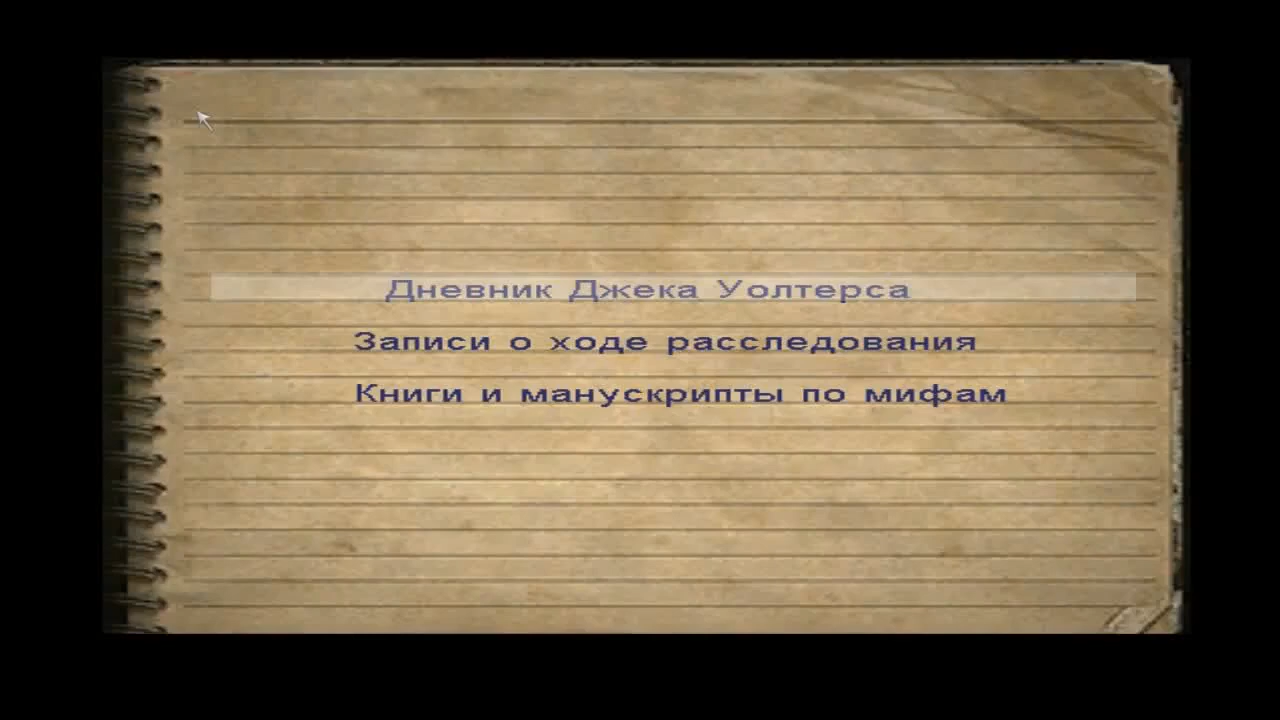 Дневник Джека Уолтерса
Записи о ходе расследования
Книги и манускрипты по мифам